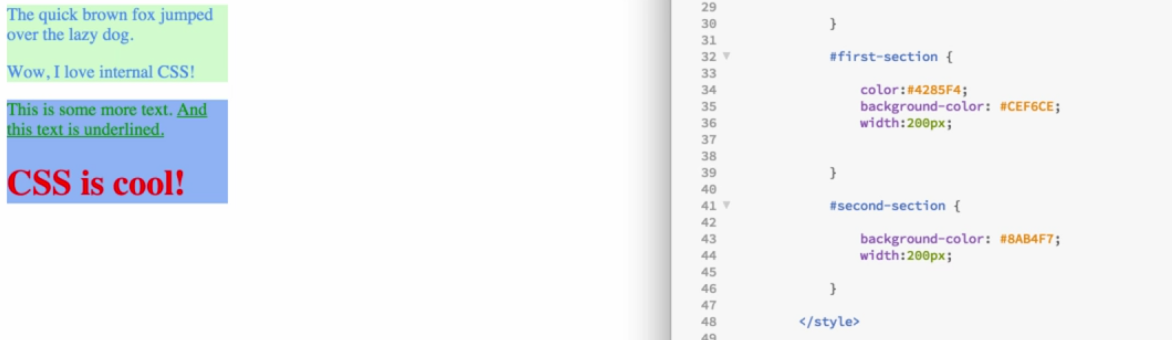 The quick brown fox jumped
over the lazy dog.
Wow, I love internal CSS!
This is some more text. And
this text is underlined.
CSS is cool!
29
30 }
31
32 #first-section {
33
34 color:#4285F4;
35 background-color: #CEF6CE;
36 width:200px;
37
38
39 }
40
41 #second-section {
42
43 background-color: #8AB4F7;
44 width:200px;
45
46 }
47
48 </style>
49